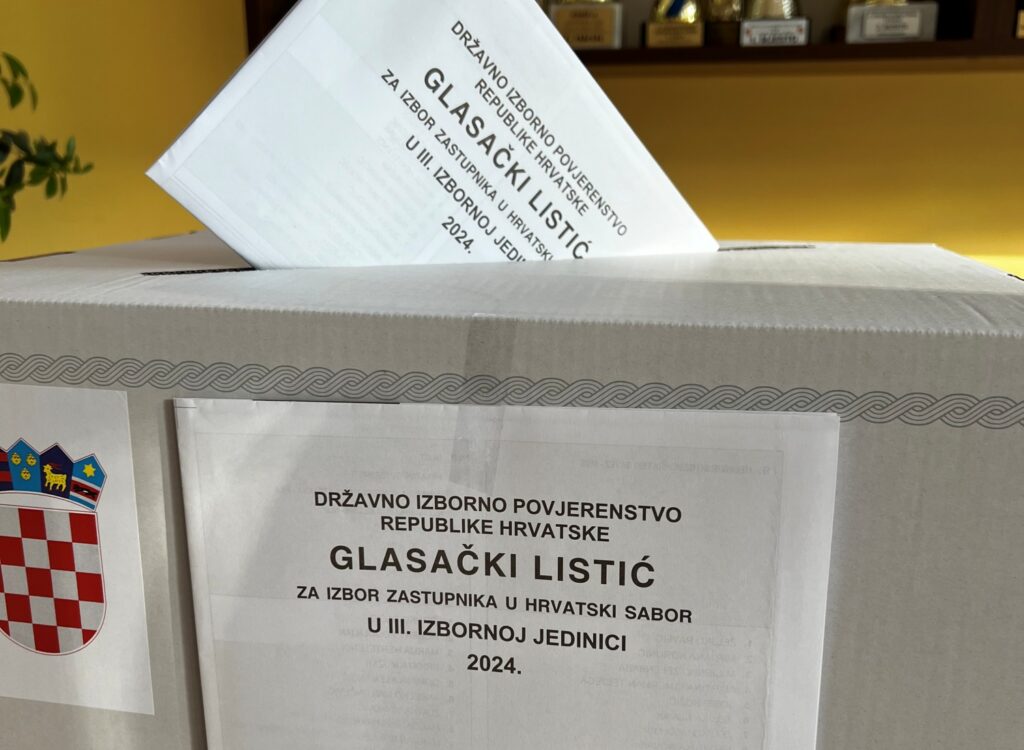 DRŽAVNO IZBORNO POVJERENSTVO
REPUBLIKE HRVATSKE
GLASAČKI LISTIĆ
ZA IZBOR ZASTUPNIKA U HRVATSKI
U III. IZBORNOJ
2024.
DRŽAVNO IZBORNO POVJERENSTVO
REPUBLIKE HRVATSKE
GLASAČKI LISTIĆ
ZA IZBOR ZASTUPNIKA U HRVATSKI SABOR
U III. IZBORNOJ JEDINICI
2024.